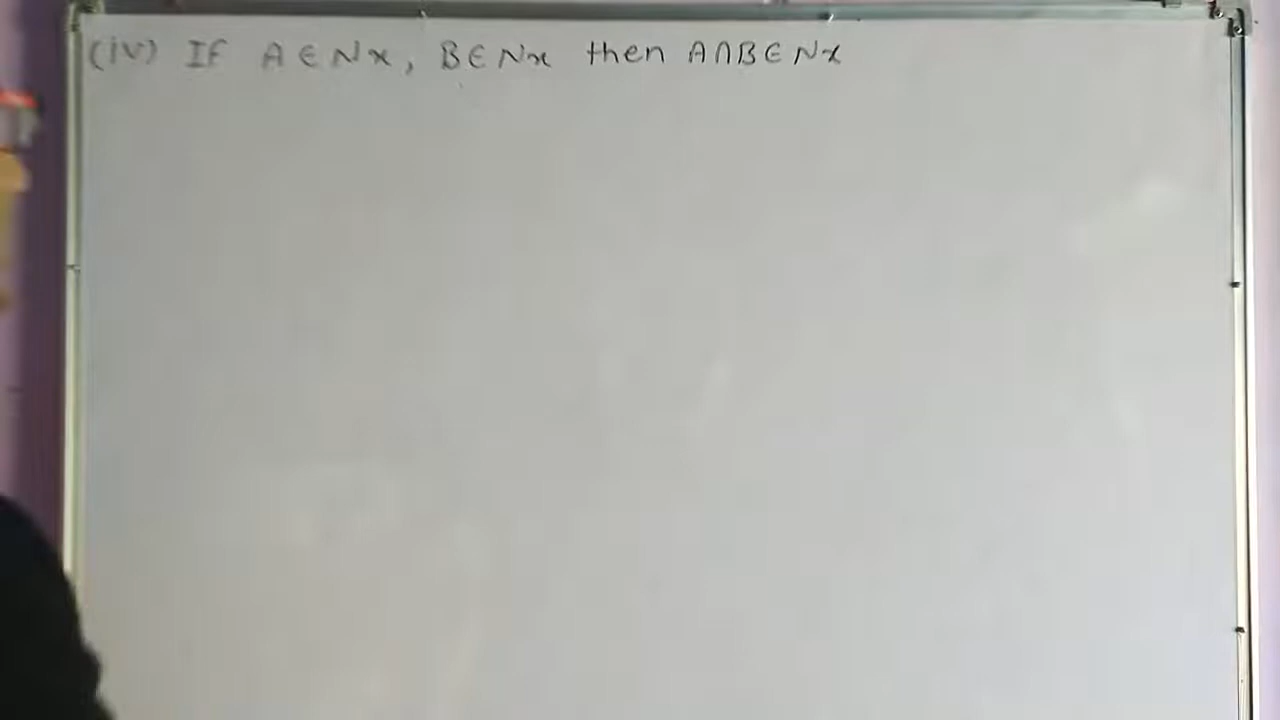 (iv) If A ∈ Nx, B ∈ Nx then A∩B ∈ Nx